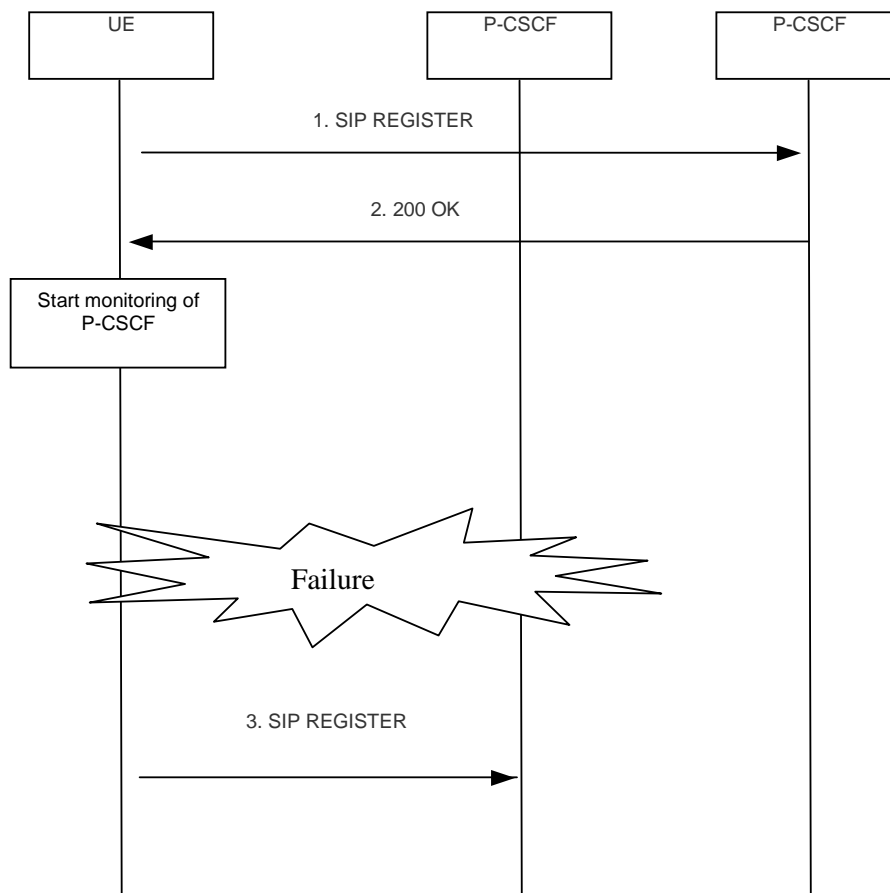 UE
P-CSCF
P-CSCF
1. SIP REGISTER
2. 200 OK
Start monitoring of
P-CSCF
Failure
3. SIP REGISTER